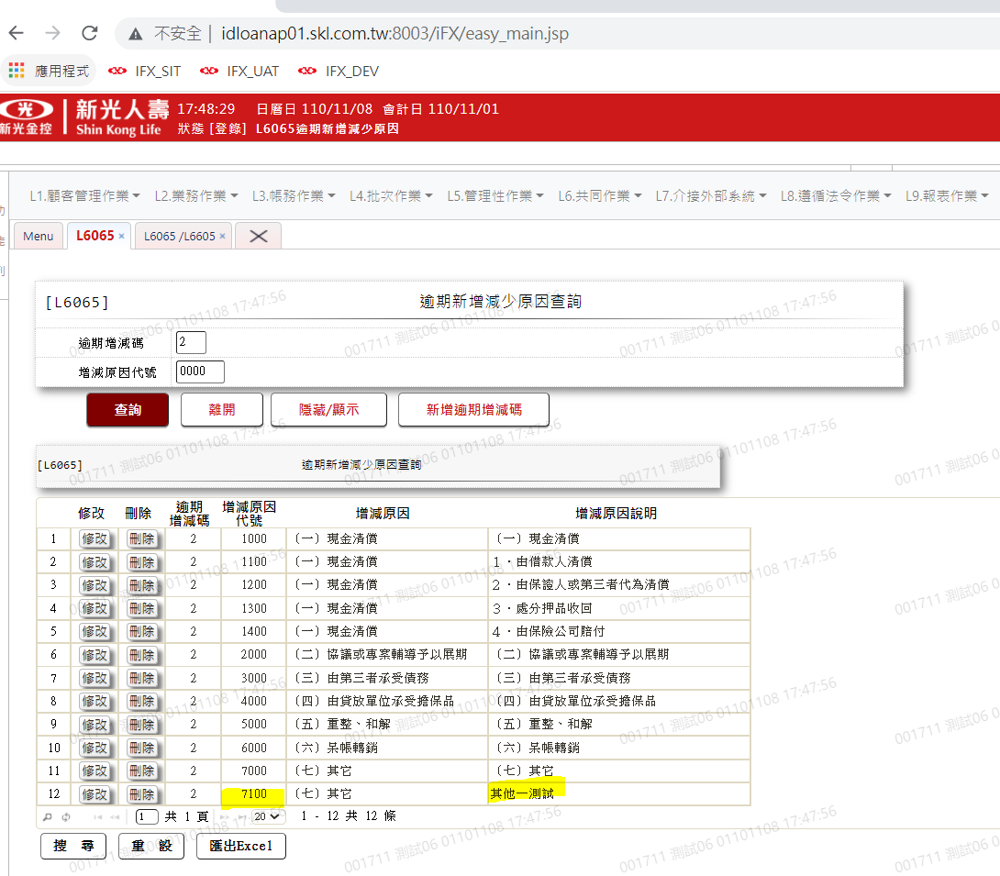 不安全 | idloanap01.skl.com.tw:8003/iFX/easy_main.jsp
應用程式 IFX_SIT IFX_UAT IFX_DEV
新光金控 新光人壽 Shin Kong Life 17:48:29 日曆日 110/11/08 會計日 110/11/01
狀態 [登錄] L6065逾期新增減少原因
L1.顧客管理作業 L2.業務作業 L3.帳務作業 L4.批次作業 L5.管理性作業 L6.共同作業 L7.介接外部系統 L8.遵循法令作業 L9.報表作業
Menu L6065 × L6065 /L6605 ×
[L6065] 逾期新增減少原因查詢
逾期增減碼 2
增減原因代號 0000
查詢 離開 隱藏/顯示 新增逾期增減碼
[L6065] 逾期新增減少原因查詢
修改 刪除 逾期增減碼 增減原因代號 增減原因 增減原因說明
1 修改 刪除 2 1000 （一）現金清償 （一）現金清償
2 修改 刪除 2 1100 （一）現金清償 １．由借款人清償
3 修改 刪除 2 1200 （一）現金清償 ２．由保證人或第三者代為清償
4 修改 刪除 2 1300 （一）現金清償 ３．處分押品收回
5 修改 刪除 2 1400 （一）現金清償 ４．由保險公司賠付
6 修改 刪除 2 2000 （二）協議或專案輔導予以展期 （二）協議或專案輔導予以展期
7 修改 刪除 2 3000 （三）由第三者承受債務 （三）由第三者承受債務
8 修改 刪除 2 4000 （四）由貸放單位承受擔保品 （四）由貸放單位承受擔保品
9 修改 刪除 2 5000 （五）重整、和解 （五）重整、和解
10 修改 刪除 2 6000 （六）呆帳轉銷 （六）呆帳轉銷
11 修改 刪除 2 7000 （七）其它 （七）其它
12 修改 刪除 2 7100 （七）其它 其他－測試
1 共 1 頁 20 1 - 12 共 12 條
搜 尋 重 設 匯出Excel
001711 測試06 01101108 17:47:56